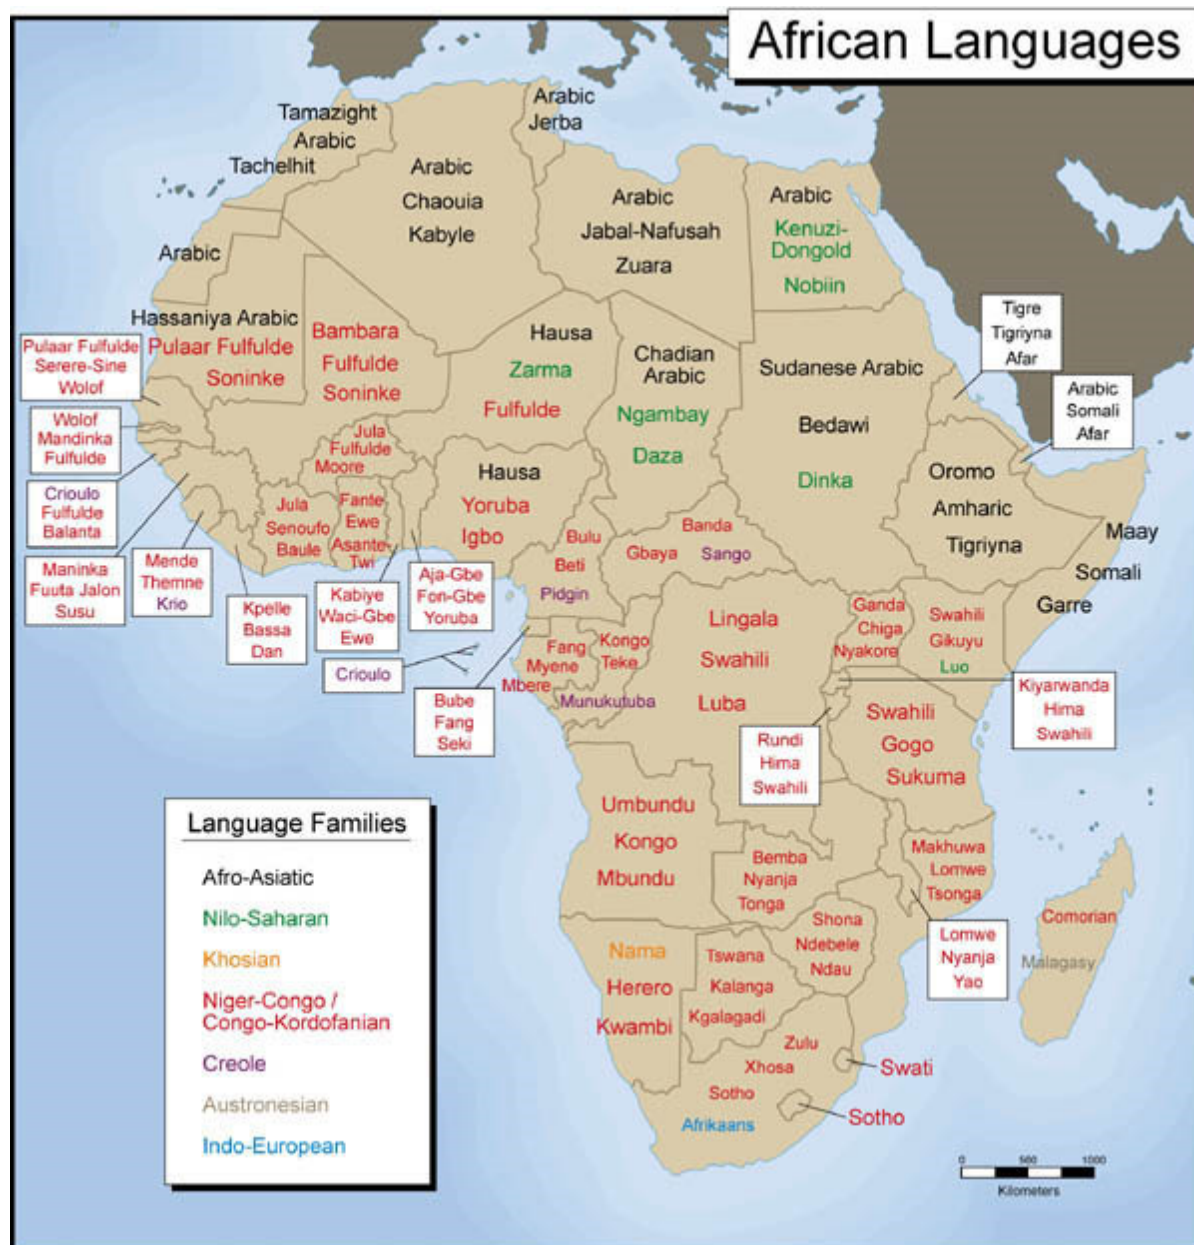 African Languages
Tamazight
Arabic
Tachelhit
Arabic
Jerba
Arabic
Chaouia
Kabyle
Arabic
Jabal-Nafusah
Zuara
Arabic
Kenuzi-
Dongold
Nobiin
Arabic
Hassaniya Arabic
Pulaar Fulfulde
Soninke
Bambara
Fulfulde
Soninke
Hausa
Zarma
Fulfulde
Chadian
Arabic
Ngambay
Daza
Sudanese Arabic
Bedawi
Dinka
Tigre
Tigriyna
Afar
Arabic
Somali
Afar
Pulaar Fulfulde
Serere-Sine
Wolof
Wolof
Mandinka
Fulfulde
Crioulo
Fulfulde
Balanta
Maninka
Fuuta Jalon
Susu
Mende
Themne
Krio
Kpelle
Bassa
Dan
Jula
Fulfulde
Moore
Jula
Senoufo
Baule
Fante
Ewe
Asante-
Twi
Kabiye
Waci-Gbe
Ewe
Aja-Gbe
Fon-Gbe
Yoruba
Hausa
Yoruba
Igbo
Bulu
Beti
Pidgin
Banda
Gbaya
Sango
Oromo
Amharic
Tigriyna
Maay
Somali
Garre
Crioulo
Bube
Fang
Seki
Fang
Myene
Mbere
Kongo
Teke
Munukutuba
Lingala
Swahili
Luba
Ganda
Chiga
Nyakore
Swahili
Gikuyu
Luo
Kiyarwanda
Hima
Swahili
Rundi
Hima
Swahili
Swahili
Gogo
Sukuma
Umbundu
Kongo
Mbundu
Bemba
Nyanja
Tonga
Makhuwa
Lomwe
Tsonga
Lomwe
Nyanja
Yao
Comorian
Malagasy
Shona
Ndebele
Ndau
Nama
Herero
Kwambi
Tswana
Kalanga
Kgalagadi
Zulu
Xhosa
Sotho
Afrikaans
Swati
Sotho
Language Families
Afro-Asiatic
Nilo-Saharan
Khosian
Niger-Congo /
Congo-Kordofanian
Creole
Austronesian
Indo-European
0 500 1000
Kilometers